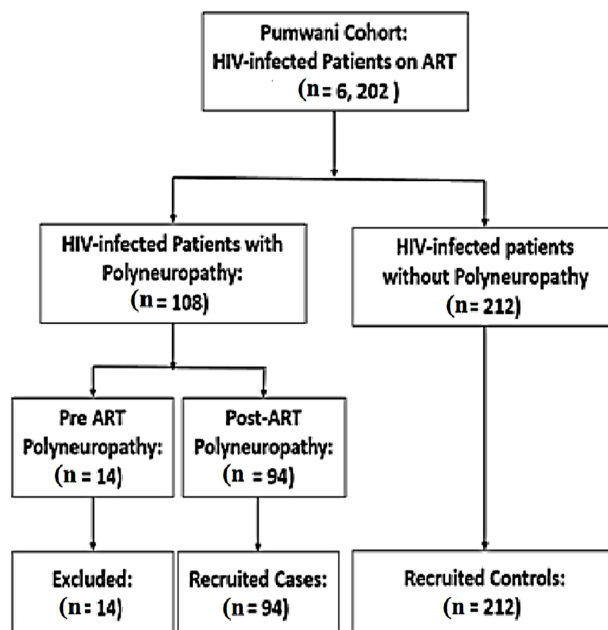 Pumwani Cohort:
HIV-infected Patients on ART
(n= 6, 202 )
HIV-infected Patients with
Polyneuropathy:
(n = 108)
HIV-infected patients
without Polyneuropathy
(n = 212)
Pre ART
Polyneuropathy:
(n = 14)
Post-ART
Polyneuropathy:
(n = 94)
Excluded:
(n = 14)
Recruited Cases:
(n = 94)
Recruited Controls:
(n = 212)